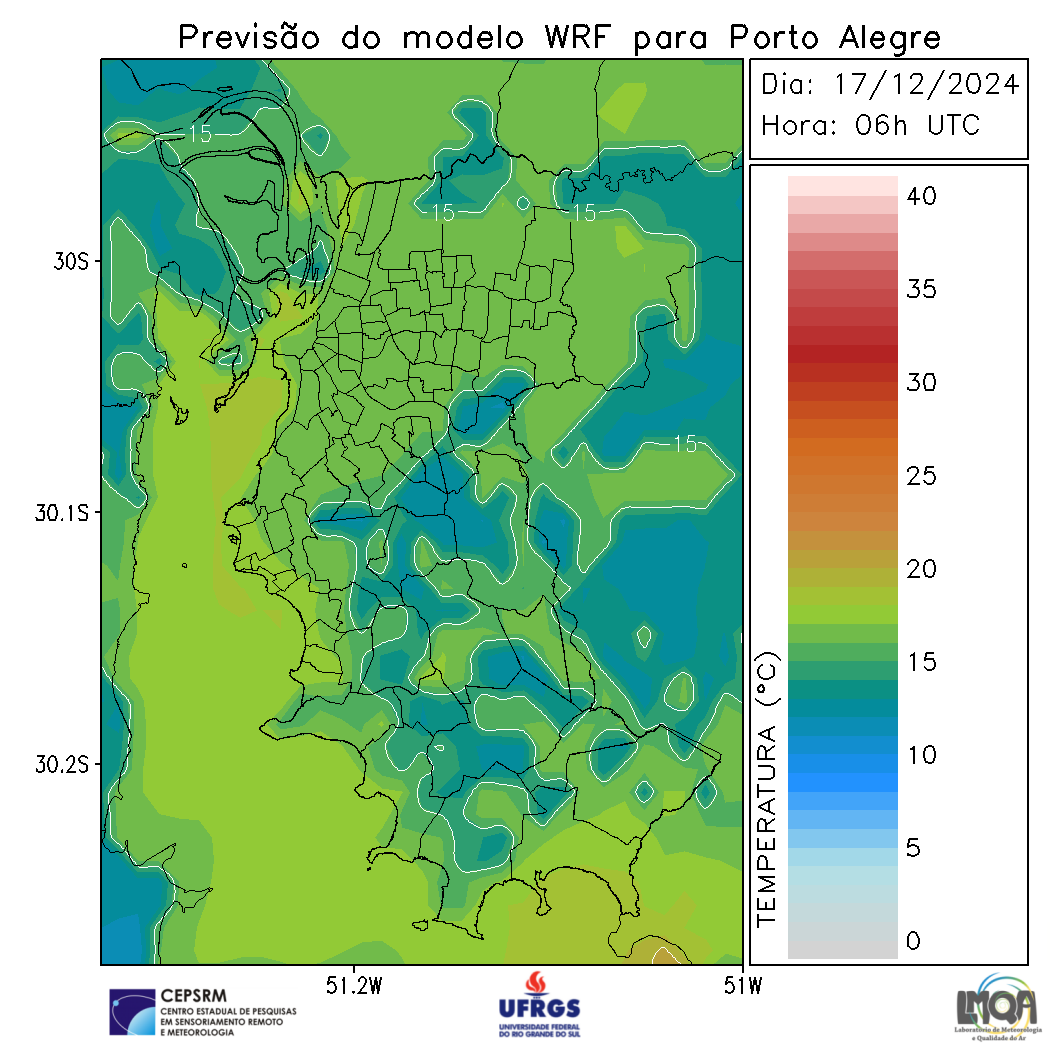 Previsão do modelo WRF para Porto Alegre
Dia: 17/12/2024
Hora: 06h UTC
15
15
15
15
30S
30.1S
30.2S
51.2W
51W
TEMPERATURA (°C)
40
35
30
25
20
15
10
5
0
CEPSRM
CENTRO ESTADUAL DE PESQUISAS
EM SENSORIAMENTO REMOTO
E METEOROLOGIA
UFRGS
UNIVERSIDADE FEDERAL
DO RIO GRANDE DO SUL
LMQA
Laboratório de Meteorologia
e Qualidade do Ar